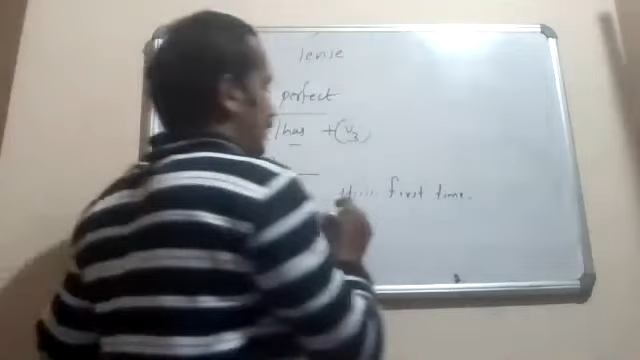 Tense
perfect
/has +(V3)
first time.